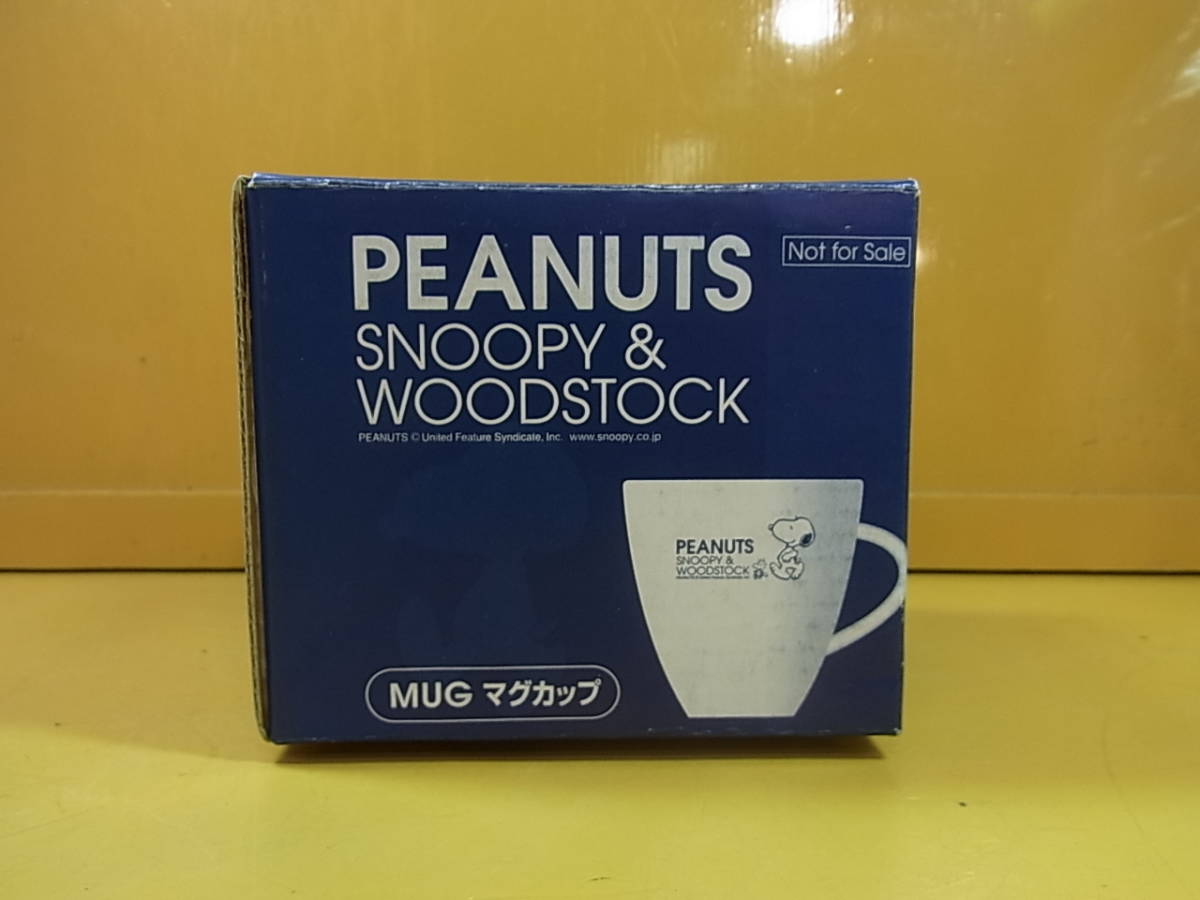 PEANUTS
Not for Sale
SNOOPY &
WOODSTOCK
PEANUTS © United Feature Syndicate, Inc. www.snoopy.co.jp
PEANUTS
SNOOPY &
WOODSTOCK
MUG マグカップ